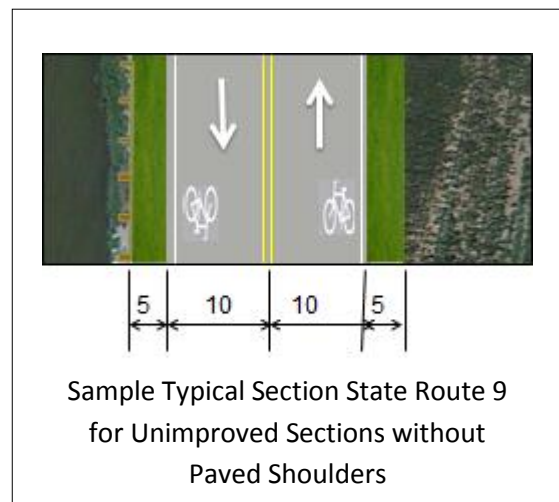 5 10 10 5
Sample Typical Section State Route 9
for Unimproved Sections without
Paved Shoulders